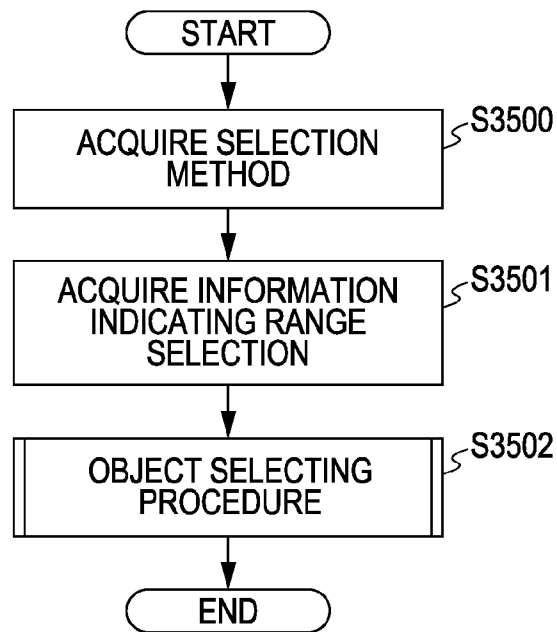 START
ACQUIRE SELECTION
METHOD
S3500
ACQUIRE INFORMATION
INDICATING RANGE
SELECTION
S3501
OBJECT SELECTING
PROCEDURE
S3502
END